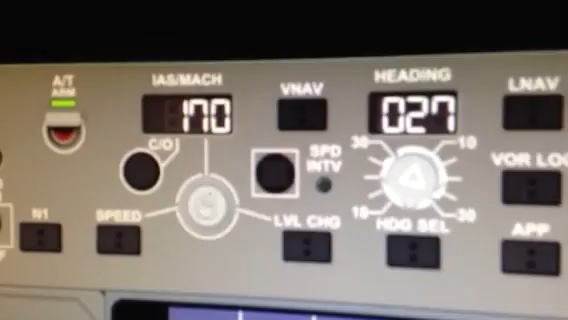 A/T
ARM
IAS/MACH
170
VNAV
HEADING
027
LNAV
C/O
SPD
INTV
30
10
VOR LO
N1
SPEED
LVL CHG
10
30
HDG SEL
APP